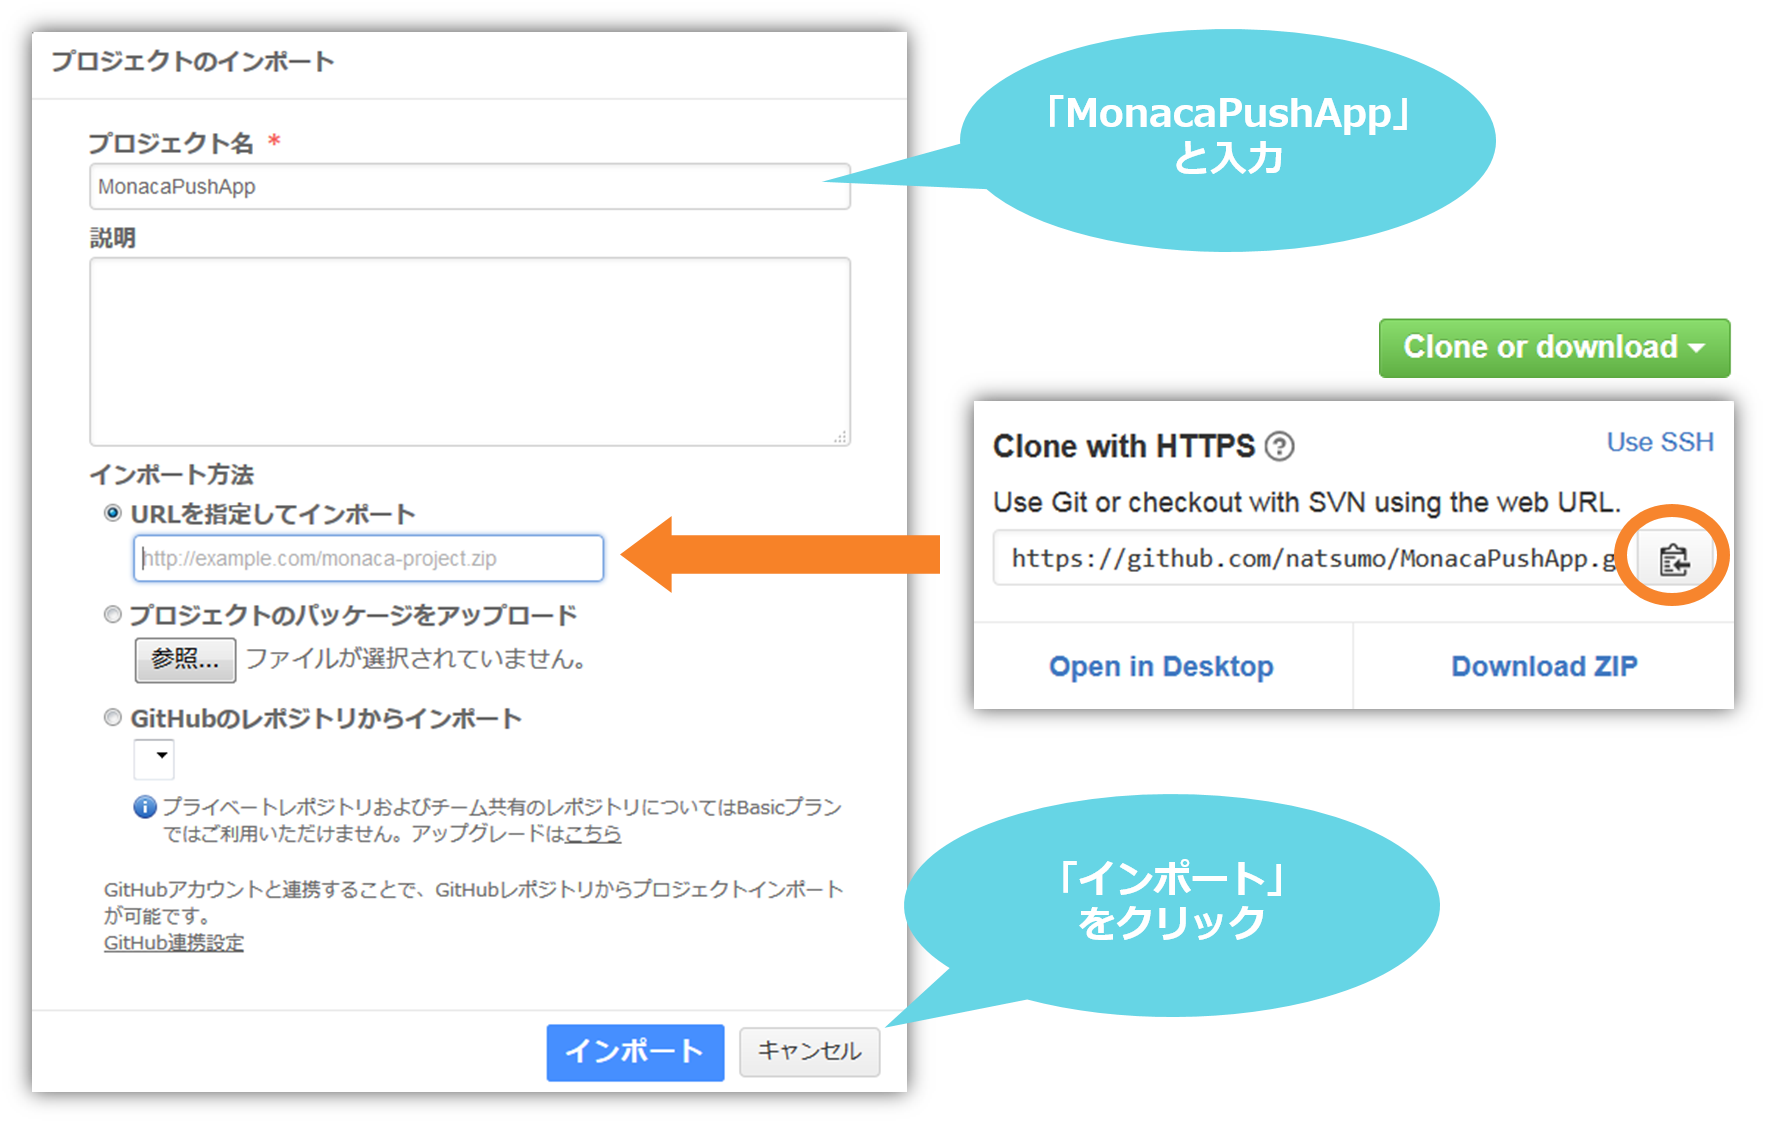 プロジェクトのインポート
プロジェクト名 *
MonacaPushApp
説明
インポート方法
URLを指定してインポート
http://example.com/monaca-project.zip
プロジェクトのパッケージをアップロード
参照... ファイルが選択されていません。
GitHubのレポジトリからインポート
プライベートレポジトリおよびチーム共有のレポジトリについてはBasicプラン
ではご利用いただけません。アップグレードはこちら
GitHubアカウントと連携することで、GitHubレポジトリからプロジェクトインポート
が可能です。
GitHub連携設定
インポート キャンセル
「MonacaPushApp」
と入力
Clone or download
Clone with HTTPS ? Use SSH
Use Git or checkout with SVN using the web URL.
https://github.com/natsumo/MonacaPushApp.g
Open in Desktop Download ZIP
「インポート」
をクリック